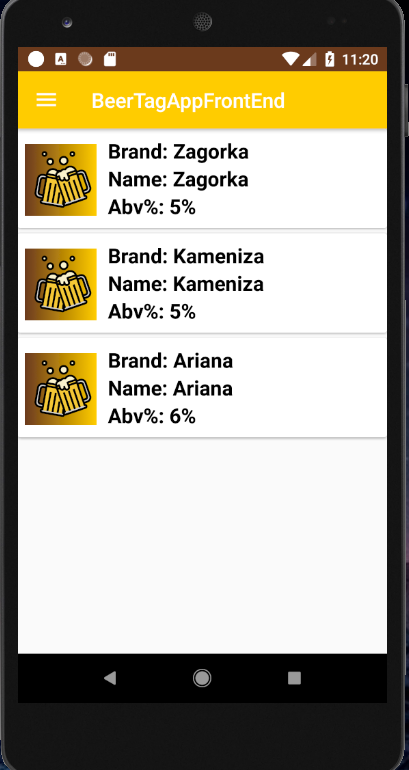 11:20
BeerTagAppFrontEnd
Brand: Zagorka
Name: Zagorka
Abv%: 5%
Brand: Kameniza
Name: Kameniza
Abv%: 5%
Brand: Ariana
Name: Ariana
Abv%: 6%